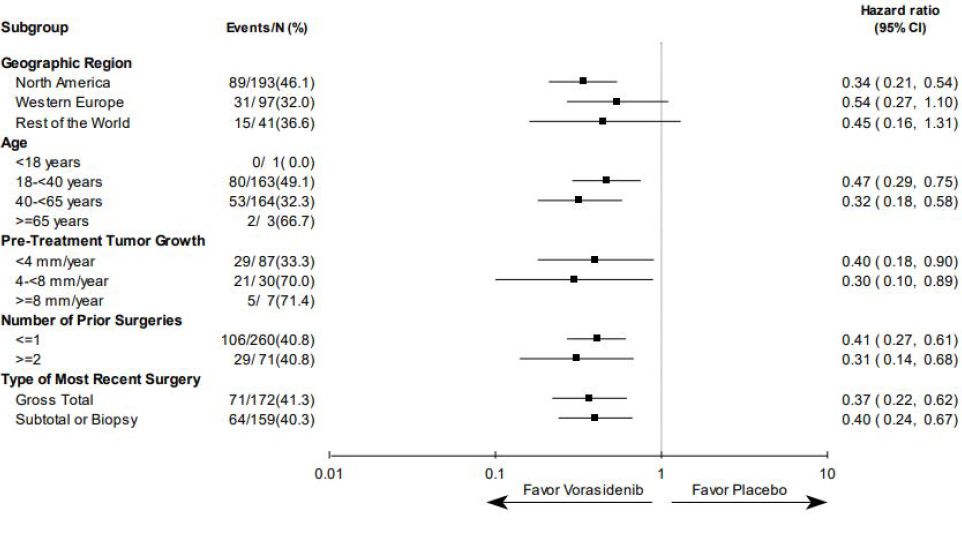 Hazard ratio
Subgroup Events/N (%) (95% CI)
Geographic Region
North America 89/193(46.1) 0.34 ( 0.21, 0.54)
Western Europe 31/ 97(32.0) 0.54 ( 0.27, 1.10)
Rest of the World 15/ 41(36.6) 0.45 ( 0.16, 1.31)
Age
<18 years 0/ 1( 0.0)
18-<40 years 80/163(49.1) 0.47 ( 0.29, 0.75)
40-<65 years 53/164(32.3) 0.32 ( 0.18, 0.58)
>=65 years 2/ 3(66.7)
Pre-Treatment Tumor Growth
<4 mm/year 29/ 87(33.3) 0.40 ( 0.18, 0.90)
4-<8 mm/year 21/ 30(70.0) 0.30 ( 0.10, 0.89)
>=8 mm/year 5/ 7(71.4)
Number of Prior Surgeries
<=1 106/260(40.8) 0.41 ( 0.27, 0.61)
>=2 29/ 71(40.8) 0.31 ( 0.14, 0.68)
Type of Most Recent Surgery
Gross Total 71/172(41.3) 0.37 ( 0.22, 0.62)
Subtotal or Biopsy 64/159(40.3) 0.40 ( 0.24, 0.67)
0.01 0.1 1 10
Favor Vorasidenib Favor Placebo